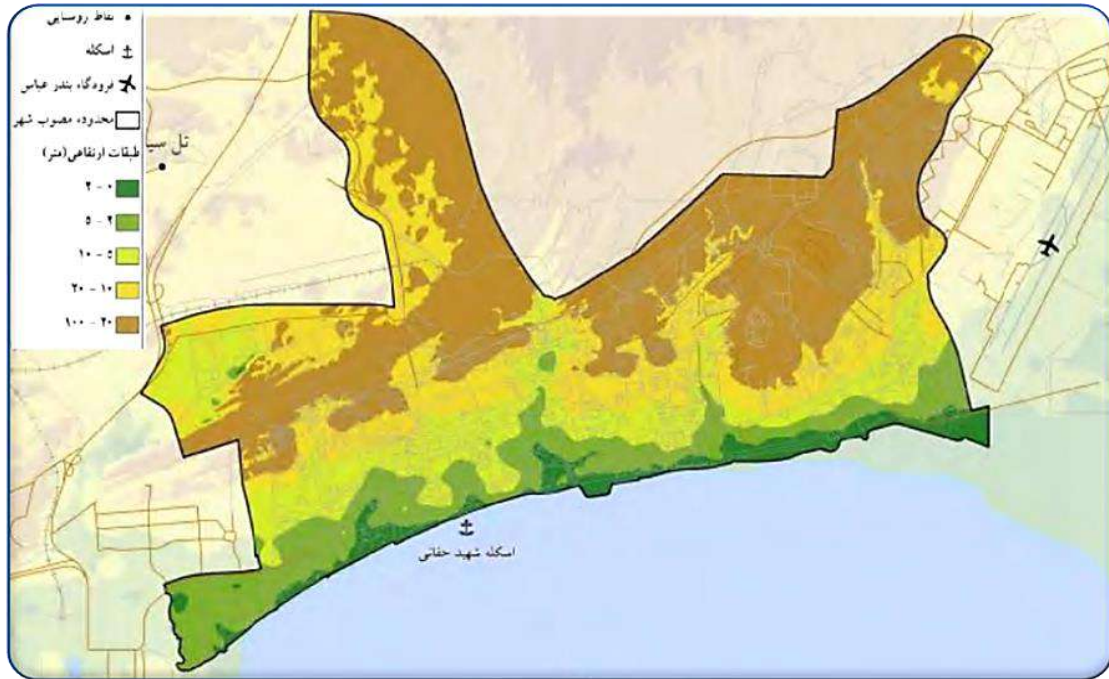 نقاط روستایی
اسکله
فرودگاه بندر عباس
محدوده مصوب شهر
طبقات ارتفاعی(متر)
۲ - ۰
۵ - ۲
۱۰ - ۵
۲۰ - ۱۰
۱۰۰ - ۲۰
تل سیا
اسکله شهید حقانی